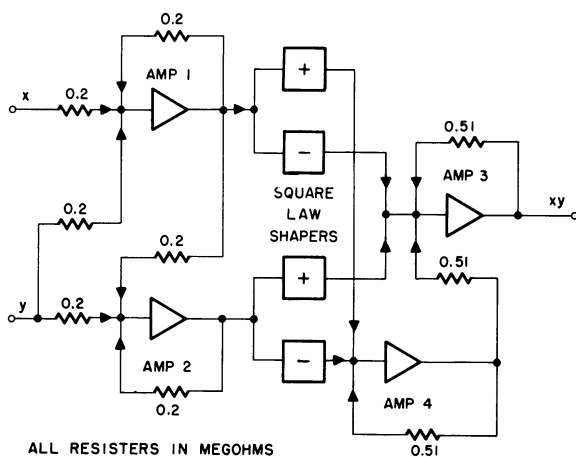 0.2
AMP 1
+
x
0.2
0.51
−
AMP 3
xy
SQUARE
LAW
SHAPERS
0.2
0.2
0.51
+
y
0.2
AMP 2
−
0.2
AMP 4
0.51
ALL RESISTERS IN MEGOHMS